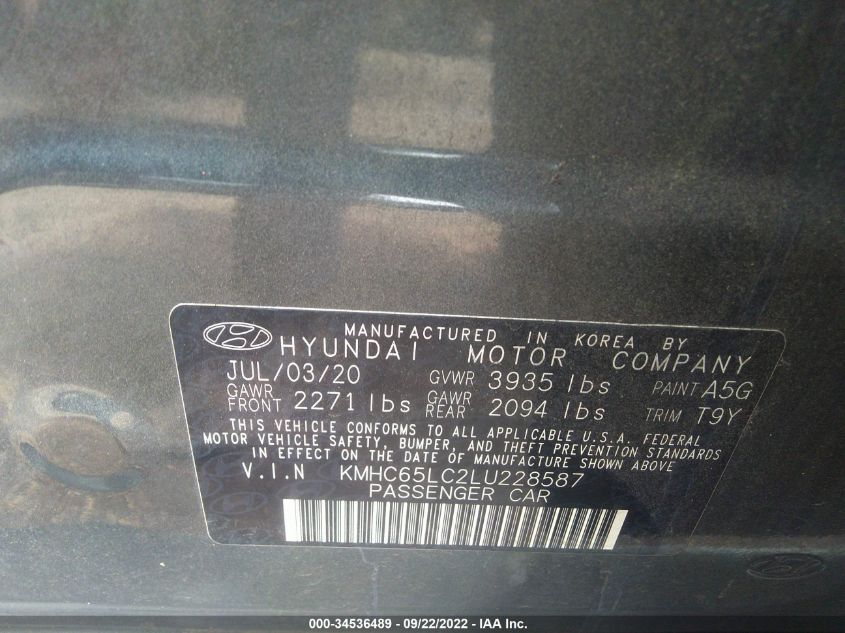 MANUFACTURED IN KOREA BY
HYUNDAI MOTOR COMPANY
JUL/03/20 GVWR 3935 lbs PAINT A5G
GAWR FRONT 2271 lbs GAWR REAR 2094 lbs TRIM T9Y
THIS VEHICLE CONFORMS TO ALL APPLICABLE U.S.A. FEDERAL
MOTOR VEHICLE SAFETY, BUMPER, AND THEFT PREVENTION STANDARDS
IN EFFECT ON THE DATE OF MANUFACTURE SHOWN ABOVE
V.I.N KMHC65LC2LU228587
PASSENGER CAR
000-34536489 - 09/22/2022 - IAA Inc.